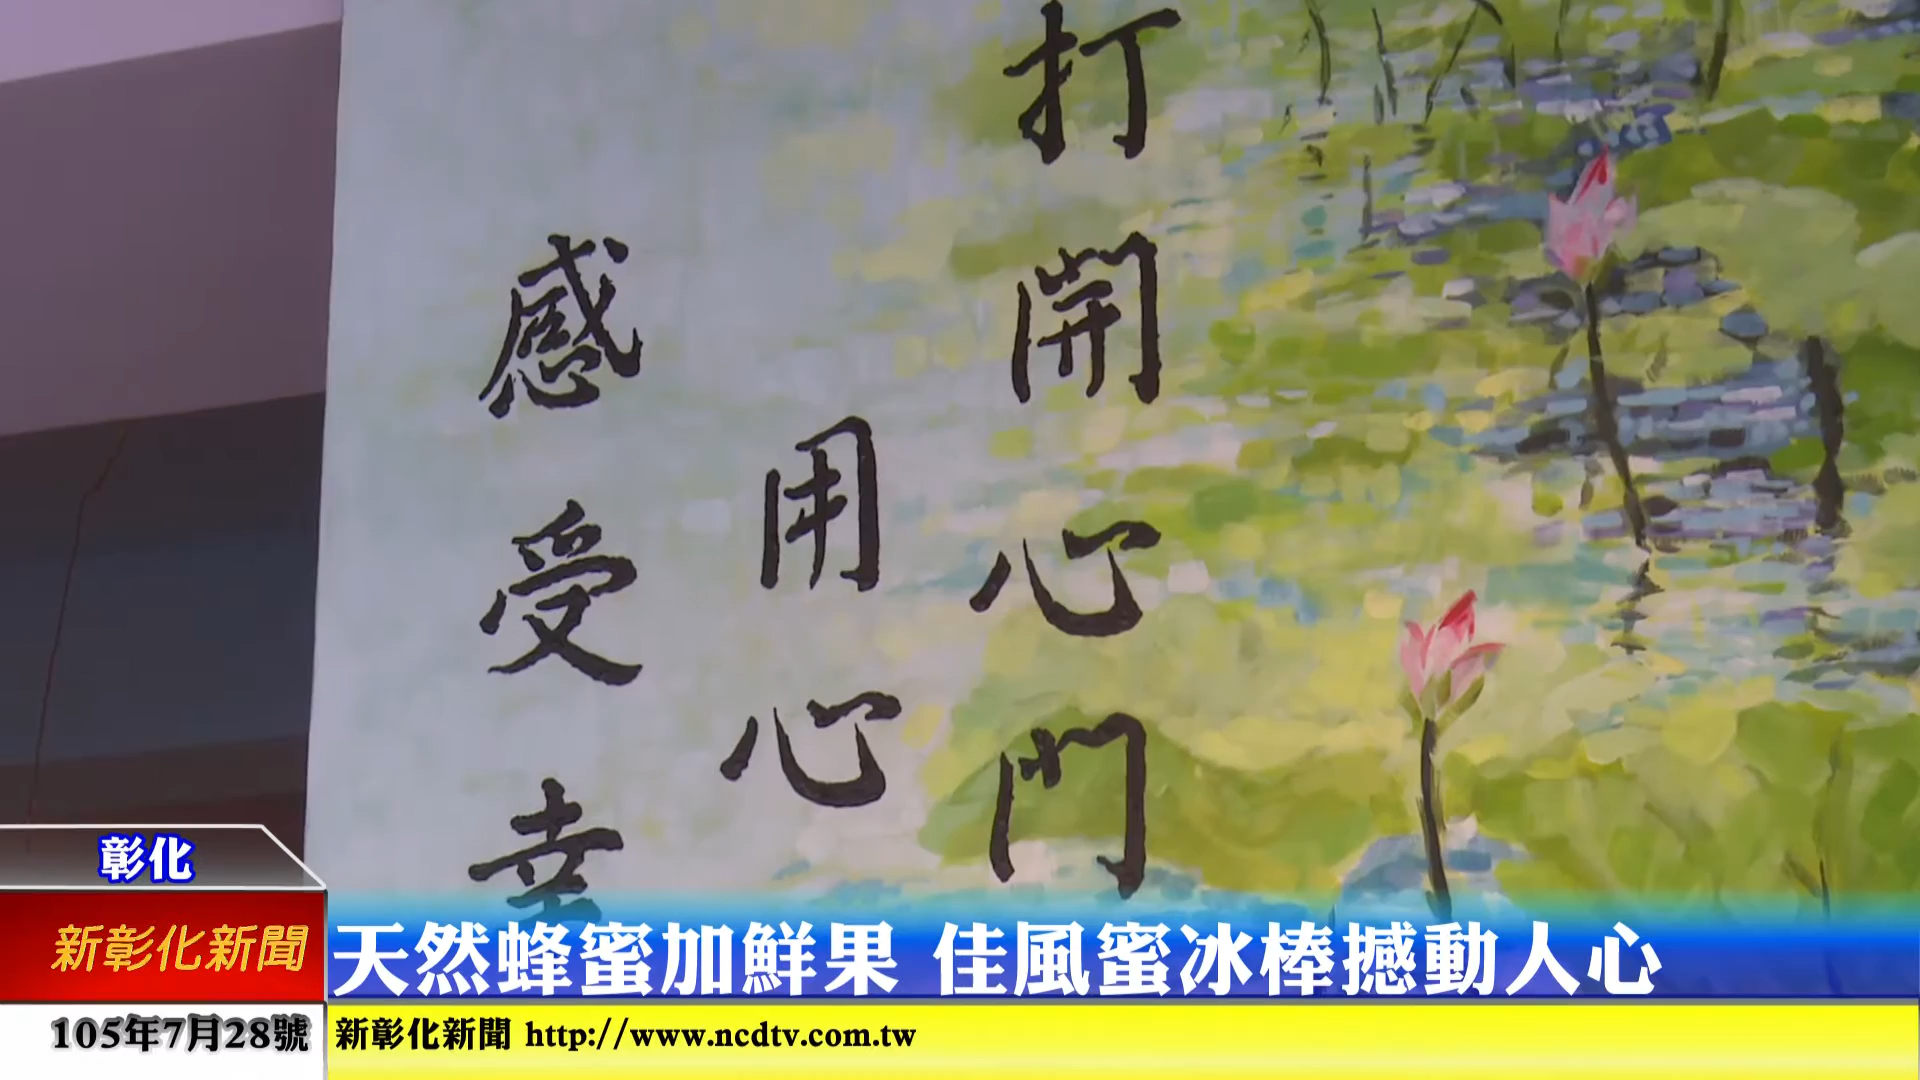 打開心門
用心
感受幸
彰化
新彰化新聞
天然蜂蜜加鮮果 佳風蜜冰棒撼動人心
105年7月28號
新彰化新聞 http://www.ncdtv.com.tw